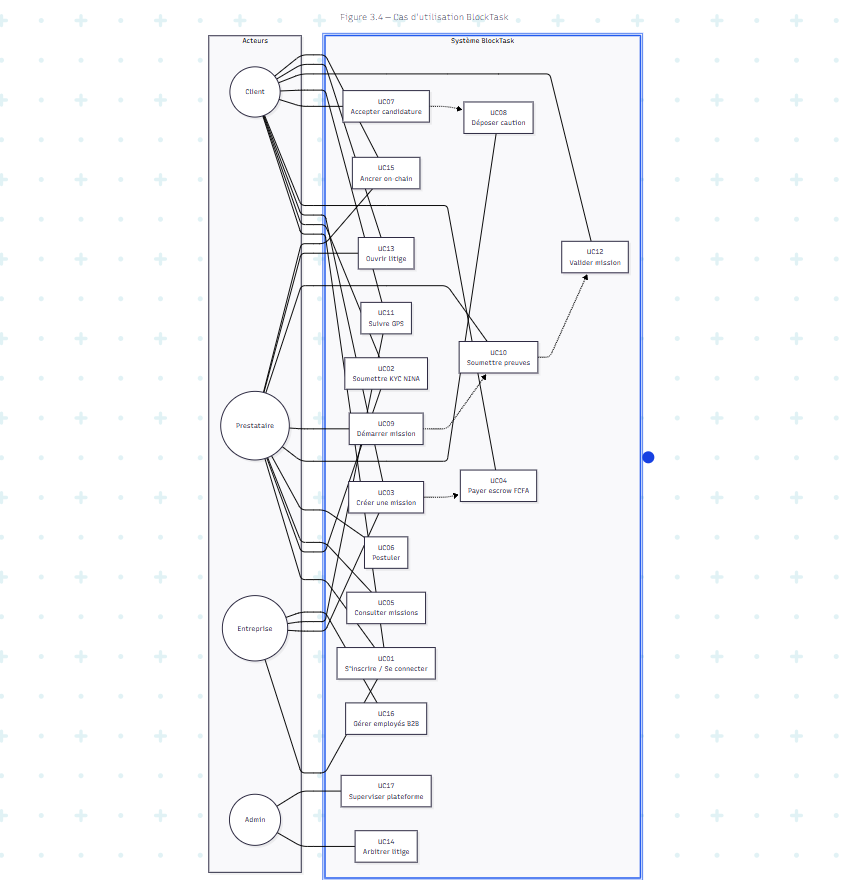 Figure 3.4 — Cas d'utilisation BlockTask
Acteurs
Système BlockTask
Client
UC07
Accepter candidature
UC08
Déposer caution
UC15
Ancrer on-chain
UC13
Ouvrir litige
UC12
Valider mission
UC11
Suivre GPS
UC10
Soumettre preuves
UC02
Soumettre KYC NINA
Prestataire
UC09
Démarrer mission
UC04
Payer escrow FCFA
UC03
Créer une mission
UC06
Postuler
UC05
Consulter missions
Entreprise
UC01
S'inscrire / Se connecter
UC16
Gérer employés B2B
UC17
Superviser plateforme
Admin
UC14
Arbitrer litige